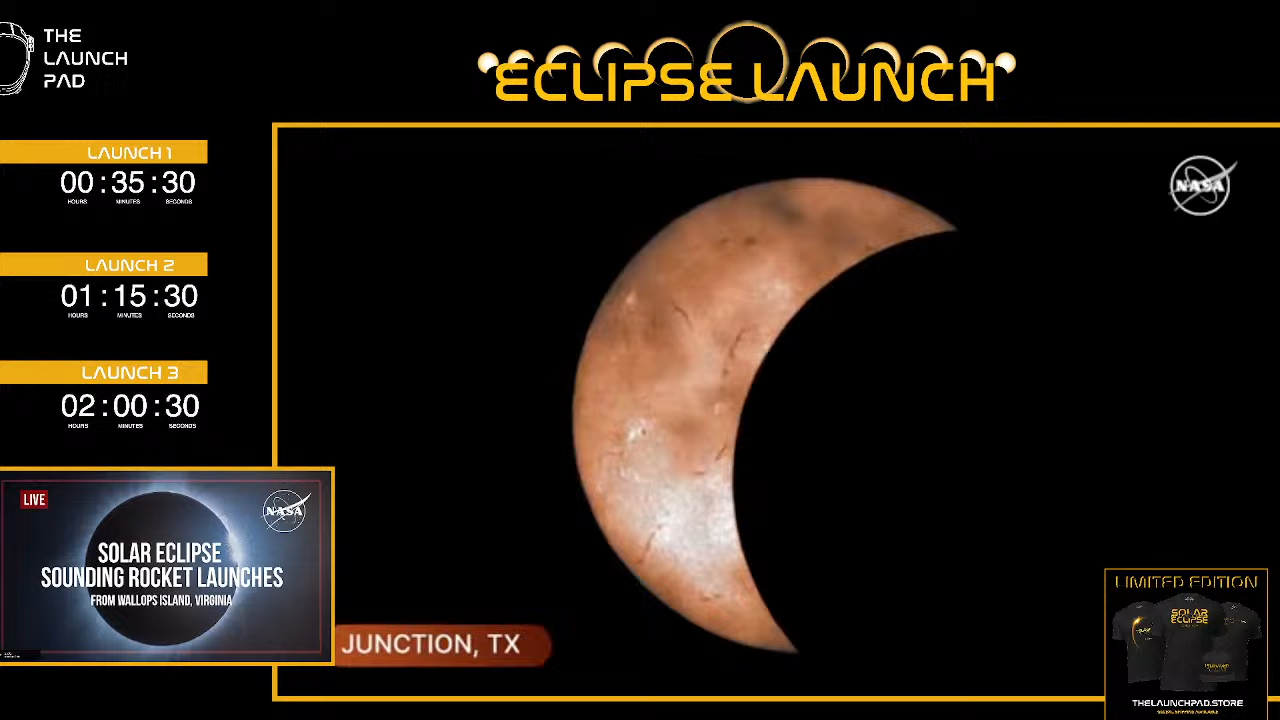 THE
LAUNCH
PAD
ECLIPSE LAUNCH
LAUNCH 1
00 : 35 : 30
HOURS MINUTES SECONDS
LAUNCH 2
01 : 15 : 30
HOURS MINUTES SECONDS
LAUNCH 3
02 : 00 : 30
HOURS MINUTES SECONDS
NASA
LIVE
NASA
SOLAR ECLIPSE
SOUNDING ROCKET LAUNCHES
FROM WALLOPS ISLAND, VIRGINIA
JUNCTION, TX
LIMITED EDITION
SOLAR
ECLIPSE
THELAUNCHPAD.STORE